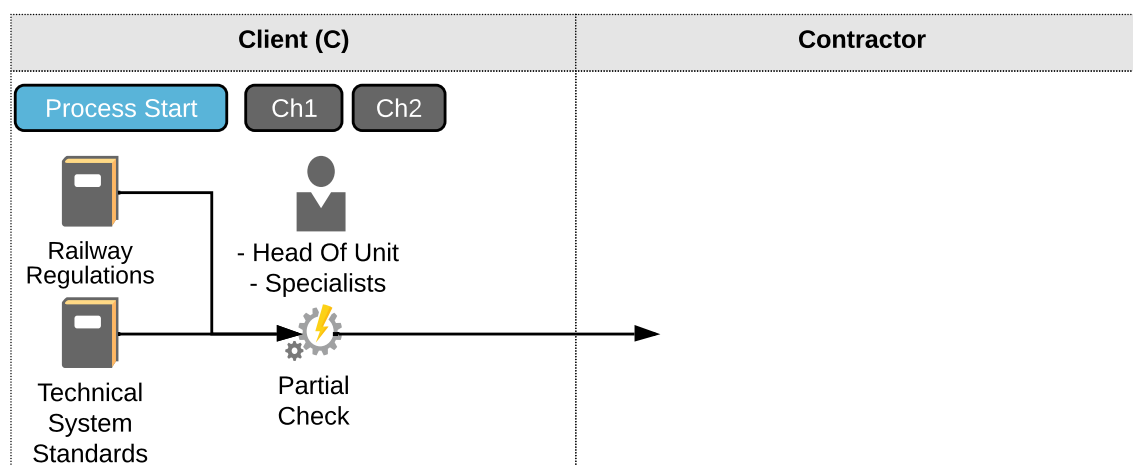 Client (C)
Contractor
Process Start
Ch1
Ch2
Railway
Regulations
- Head Of Unit
- Specialists
Technical
System
Standards
Partial
Check